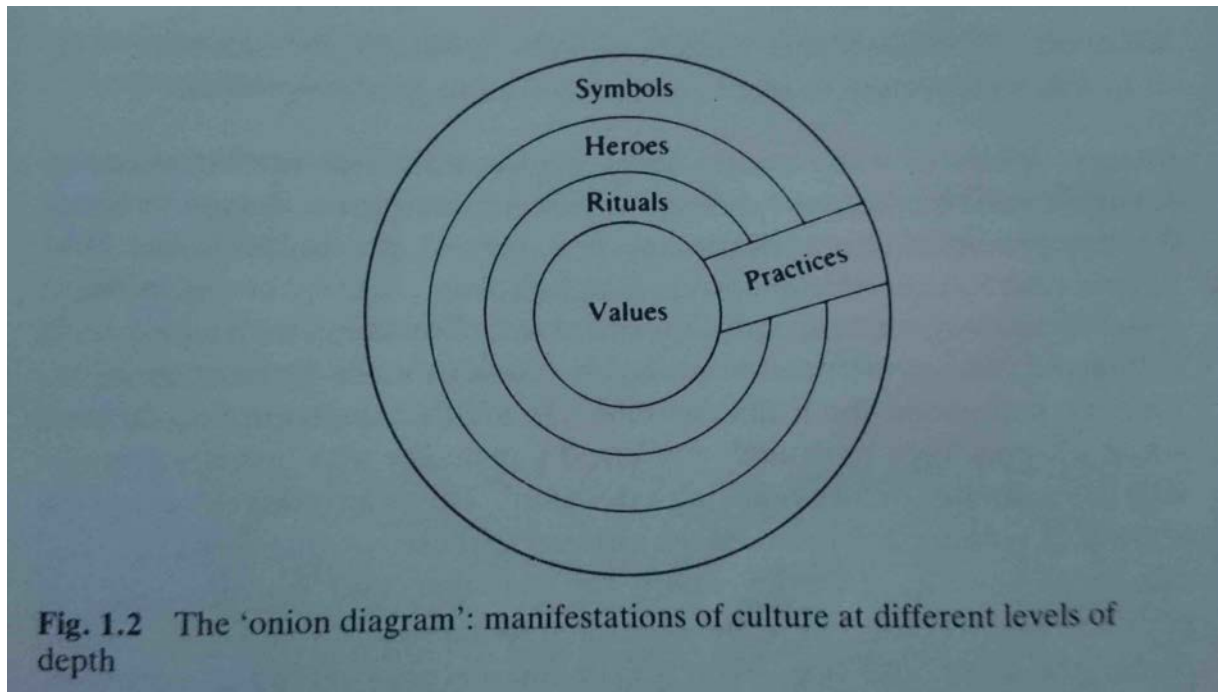 Symbols
Heroes
Rituals
Practices
Values
Fig. 1.2 The ‘onion diagram’: manifestations of culture at different levels of
depth